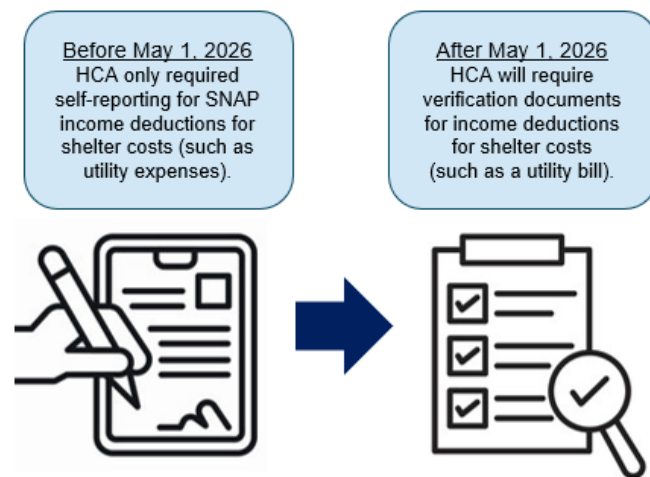 Before May 1, 2026
HCA only required
self-reporting for SNAP
income deductions for
shelter costs (such as
utility expenses).
After May 1, 2026
HCA will require
verification documents
for income deductions
for shelter costs
(such as a utility bill).